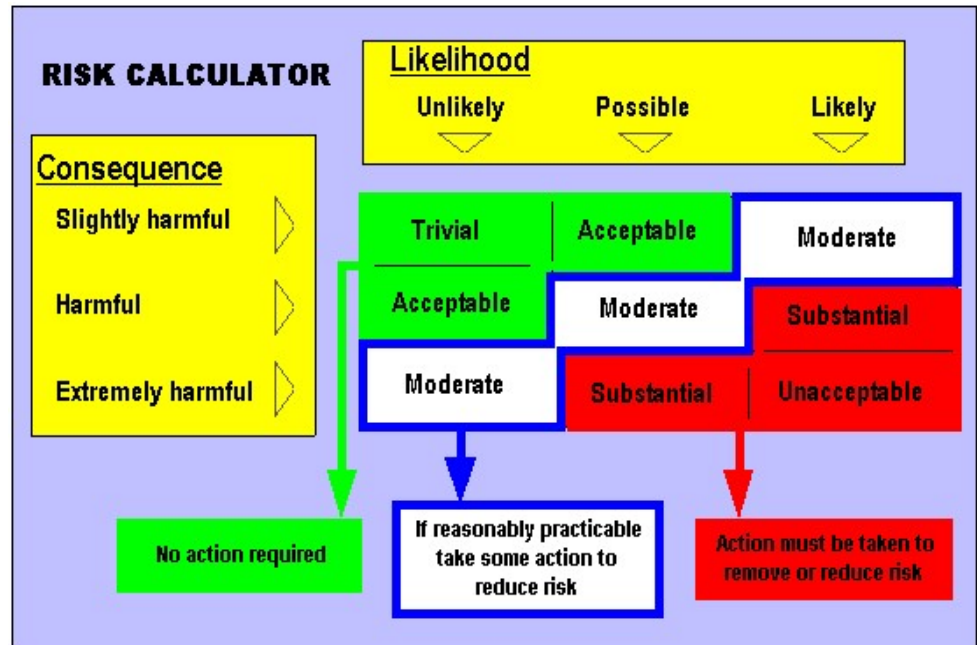 RISK CALCULATOR
Likelihood
Unlikely Possible Likely
Consequence
Slightly harmful
Harmful
Extremely harmful
Trivial Acceptable Moderate
Acceptable Moderate Substantial
Moderate Substantial Unacceptable
No action required
If reasonably practicable
take some action to
reduce risk
Action must be taken to
remove or reduce risk